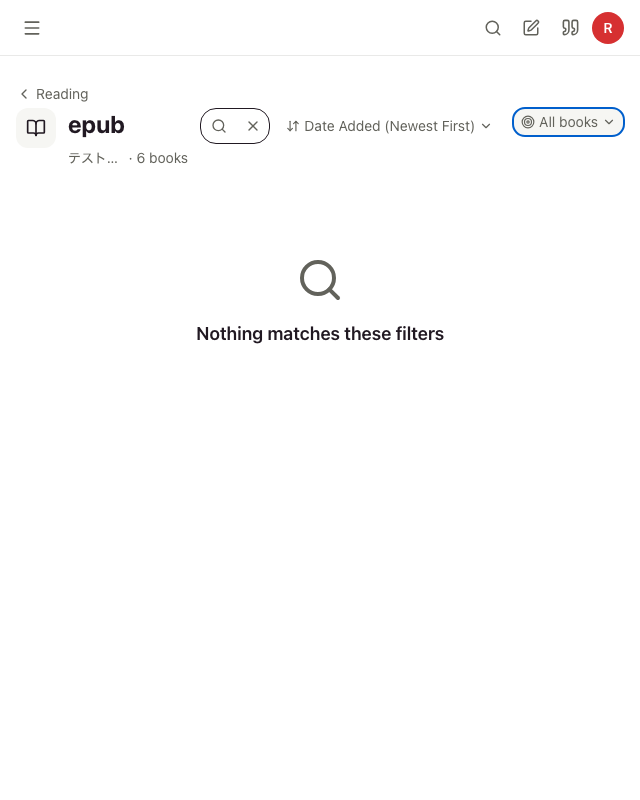 R
Reading
epub
Date Added (Newest First)
All books
テスト... · 6 books
Nothing matches these filters